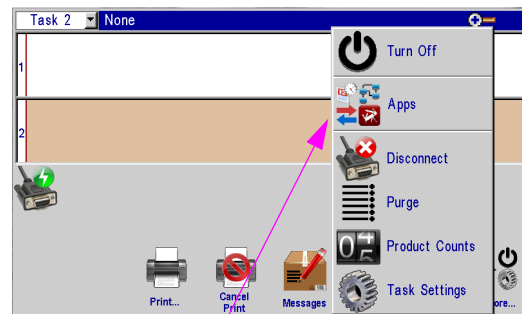 Task 2 None
Turn Off
1
Apps
2
Disconnect
Purge
Product Counts
Task Settings
Print...
Cancel
Print
Messages
ore...